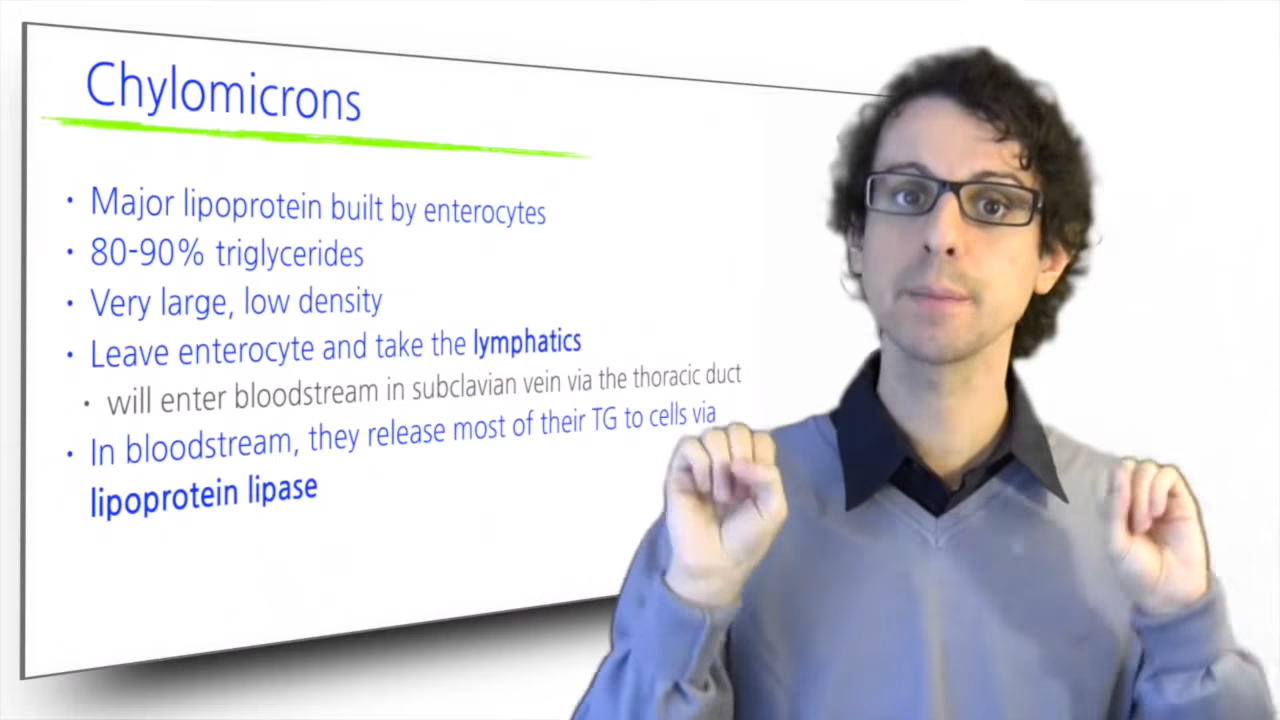 Chylomicrons
• Major lipoprotein built by enterocytes
• 80-90% triglycerides
• Very large, low density
• Leave enterocyte and take the lymphatics
• will enter bloodstream in subclavian vein via the thoracic duct
• In bloodstream, they release most of their TG to cells via
lipoprotein lipase